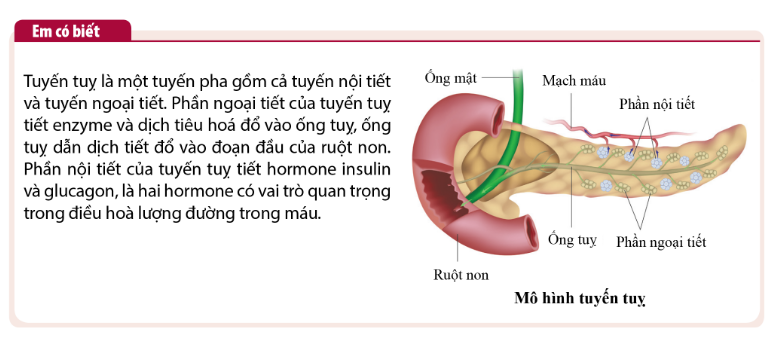 Em có biết
Tuyến tuỵ là một tuyến pha gồm cả tuyến nội tiết
và tuyến ngoại tiết. Phần ngoại tiết của tuyến tuỵ
tiết enzyme và dịch tiêu hoá đổ vào ống tuỵ, ống
tuỵ dẫn dịch tiết đổ vào đoạn đầu của ruột non.
Phần nội tiết của tuyến tuỵ tiết hormone insulin
và glucagon, là hai hormone có vai trò quan trọng
trong điều hoà lượng đường trong máu.
Ống mật
Mạch máu
Phần nội tiết
Ống tuỵ
Phần ngoại tiết
Ruột non
Mô hình tuyến tuỵ